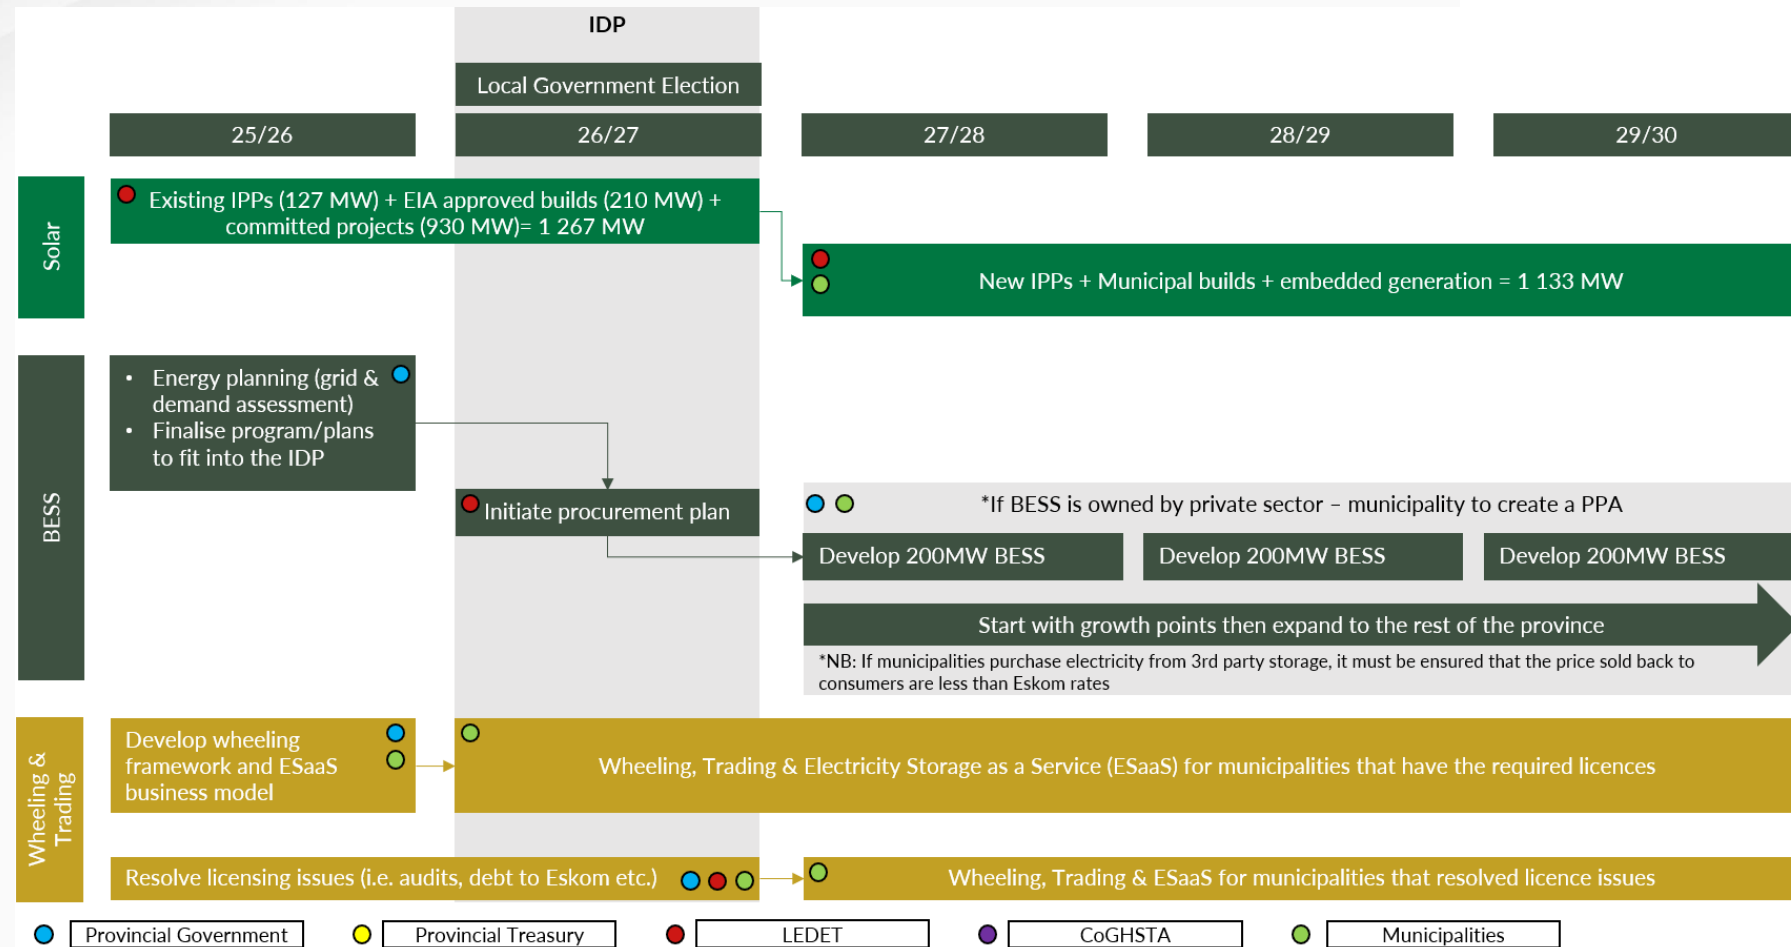 IDP
Local Government Election
25/26
26/27
27/28
28/29
29/30
Solar
Existing IPPs (127 MW) + EIA approved builds (210 MW) +
committed projects (930 MW)= 1 267 MW
New IPPs + Municipal builds + embedded generation = 1 133 MW
BESS
• Energy planning (grid &
demand assessment)
• Finalise program/plans
to fit into the IDP
Initiate procurement plan
*If BESS is owned by private sector – municipality to create a PPA
Develop 200MW BESS
Develop 200MW BESS
Develop 200MW BESS
Start with growth points then expand to the rest of the province
*NB: If municipalities purchase electricity from 3rd party storage, it must be ensured that the price sold back to
consumers are less than Eskom rates
Wheeling &
Trading
Develop wheeling
framework and ESaaS
business model
Wheeling, Trading & Electricity Storage as a Service (ESaaS) for municipalities that have the required licences
Resolve licensing issues (i.e. audits, debt to Eskom etc.)
Wheeling, Trading & ESaaS for municipalities that resolved licence issues
Provincial Government
Provincial Treasury
LEDET
CoGHSTA
Municipalities